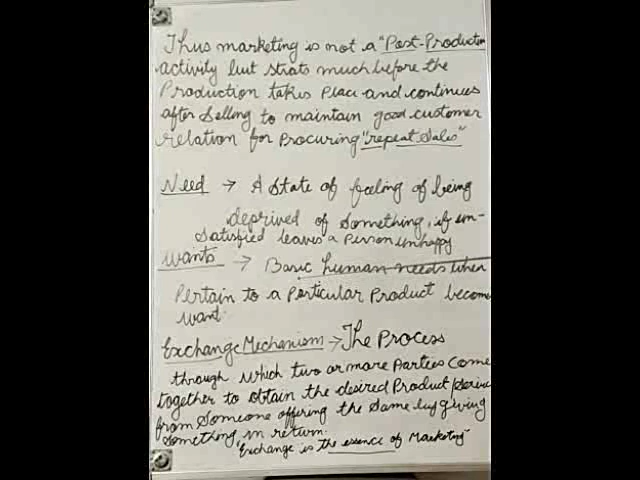 Thus marketing is not a "Post-Production
activity but strats much before the
Production takes Place and continues
after Selling to maintain good customer
relation for Procuring "repeat Sales"
Need → A State of feeling of being
deprived of Something, if un-
Satisfied leaves a Person unhappy
Wants → Basic human needs when
Pertain to a Particular Product become
want.
Exchange Mechanism → The Process
through which two or more Parties Come
together to obtain the desired Product
from Someone offering the Same by giving
Something in return.
"Exchange is the essence of Marketing"